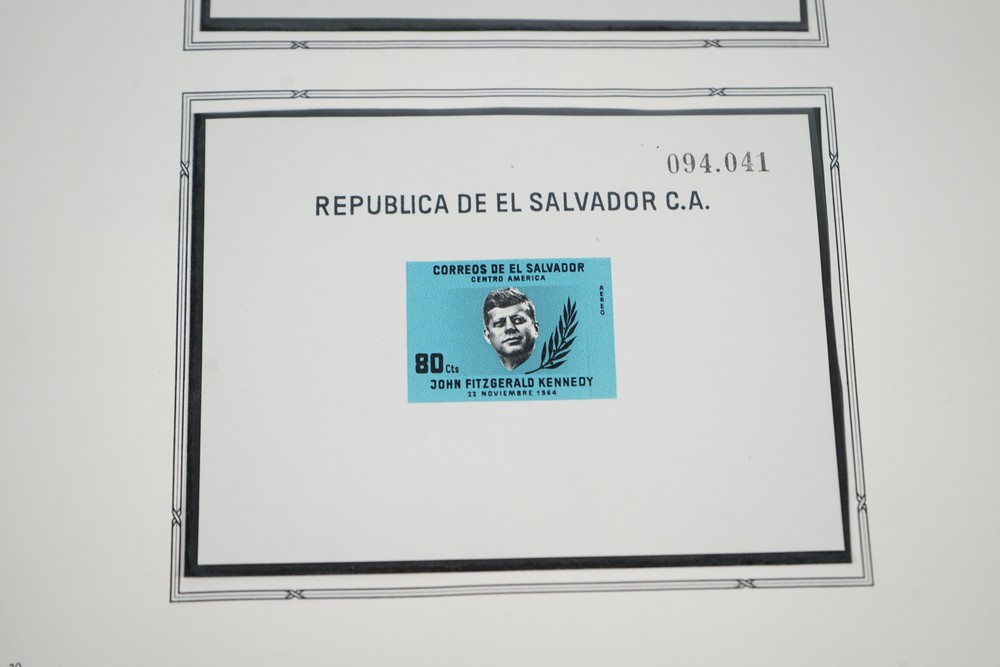 094.041
REPUBLICA DE EL SALVADOR C.A.
CORREOS DE EL SALVADOR
CENTRO AMERICA
AEREO
80 Cts
JOHN FITZGERALD KENNEDY
22 NOVIEMBRE 1964